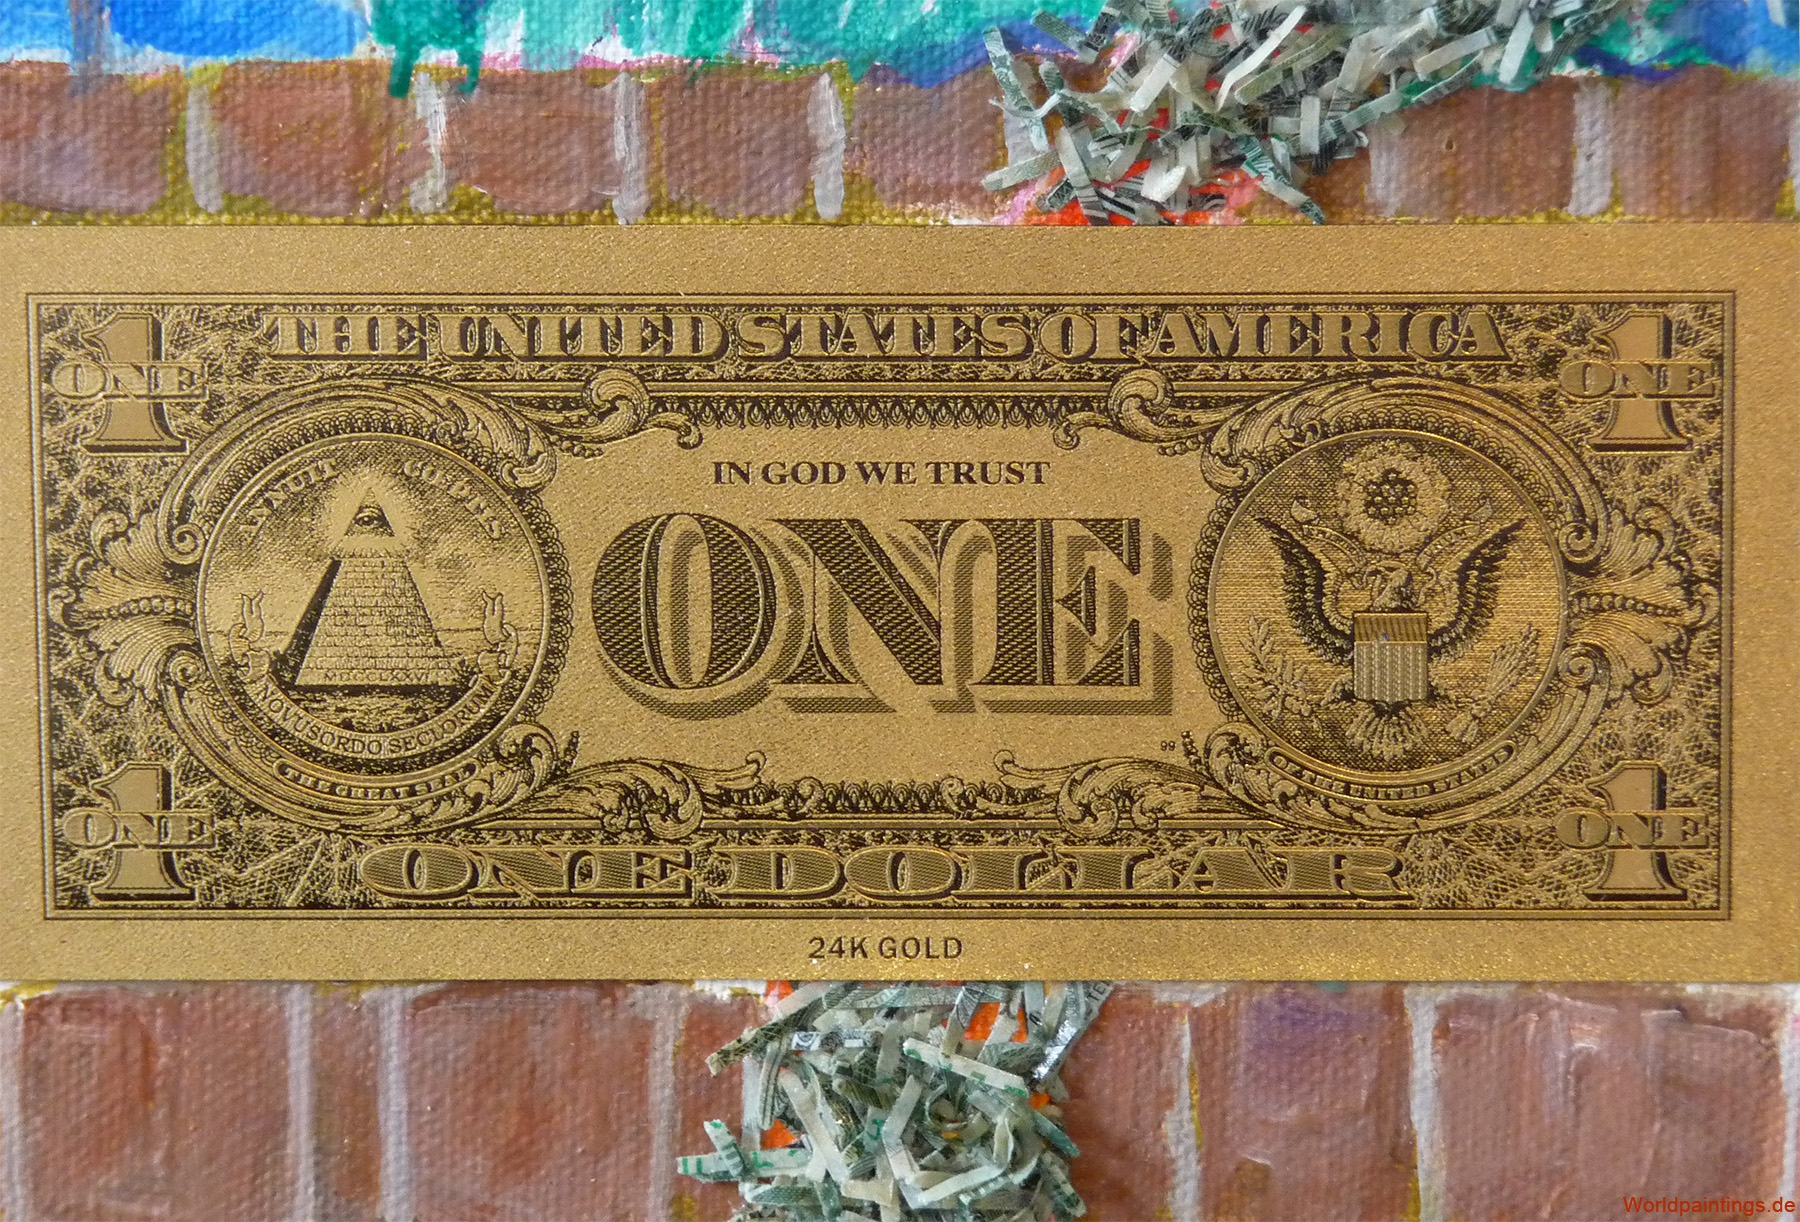 THE UNITED STATES OF AMERICA
1 ONE
ONE 1
ANNUIT COEPTIS
IN GOD WE TRUST
ONE
MDCCLXXVI
NOVUS ORDO SECLORUM
THE GREAT SEAL
99
OF THE UNITED STATES
1 ONE
ONE DOLLAR
ONE 1
24K GOLD
Worldpaintings.de